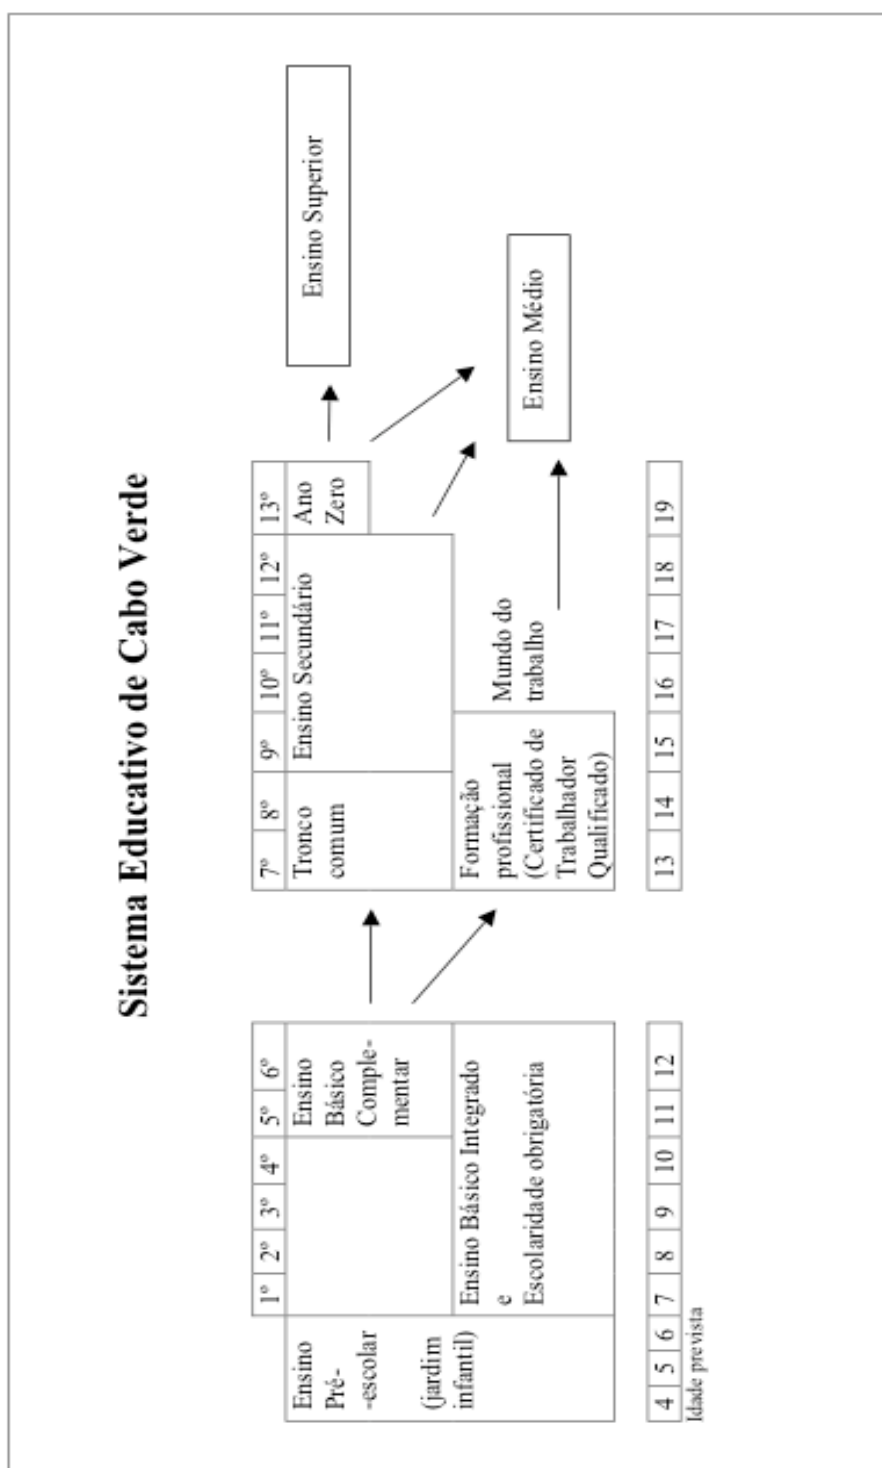 Sistema Educativo de Cabo Verde
1º 2º 3º 4º 5º 6º
7º 8º 9º 10º 11º 12º 13º
Ensino
Pré-
-escolar
(jardim
infantil)
Ensino
Básico
Comple-
mentar
Ensino Básico Integrado
e
Escolaridade obrigatória
Tronco
comum
Ensino Secundário
Ano
Zero
Formação
profissional
(Certificado de
Trabalhador
Qualificado)
Mundo do
trabalho
Ensino Superior
Ensino Médio
4 5 6 7 8 9 10 11 12
13 14 15 16 17 18 19
Idade prevista